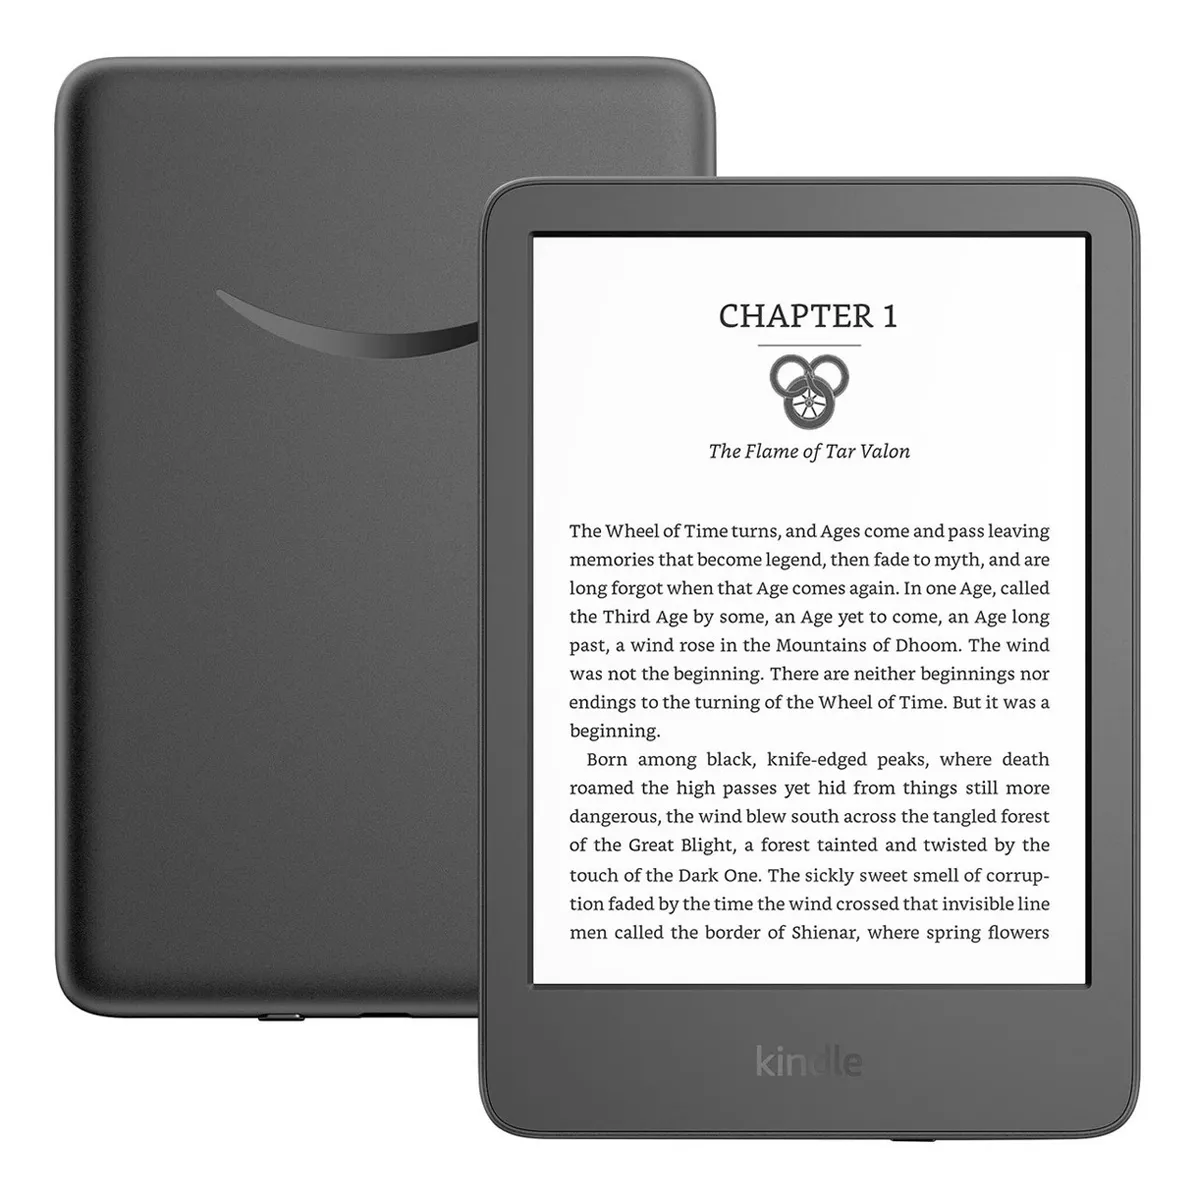 CHAPTER 1
The Flame of Tar Valon
The Wheel of Time turns, and Ages come and pass leaving
memories that become legend, then fade to myth, and are
long forgot when that Age comes again. In one Age, called
the Third Age by some, an Age yet to come, an Age long
past, a wind rose in the Mountains of Dhoom. The wind
was not the beginning. There are neither beginnings nor
endings to the turning of the Wheel of Time. But it was a
beginning.
Born among black, knife-edged peaks, where death
roamed the high passes yet hid from things still more
dangerous, the wind blew south across the tangled forest
of the Great Blight, a forest tainted and twisted by the
touch of the Dark One. The sickly sweet smell of corrup-
tion faded by the time the wind crossed that invisible line
men called the border of Shienar, where spring flowers
kindle